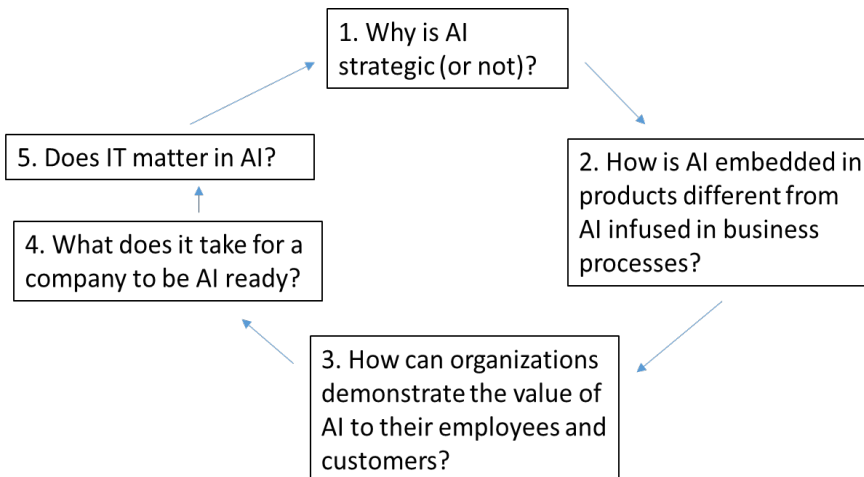 1. Why is AI
strategic (or not)?
2. How is AI embedded in
products different from
AI infused in business
processes?
3. How can organizations
demonstrate the value of
AI to their employees and
customers?
4. What does it take for a
company to be AI ready?
5. Does IT matter in AI?